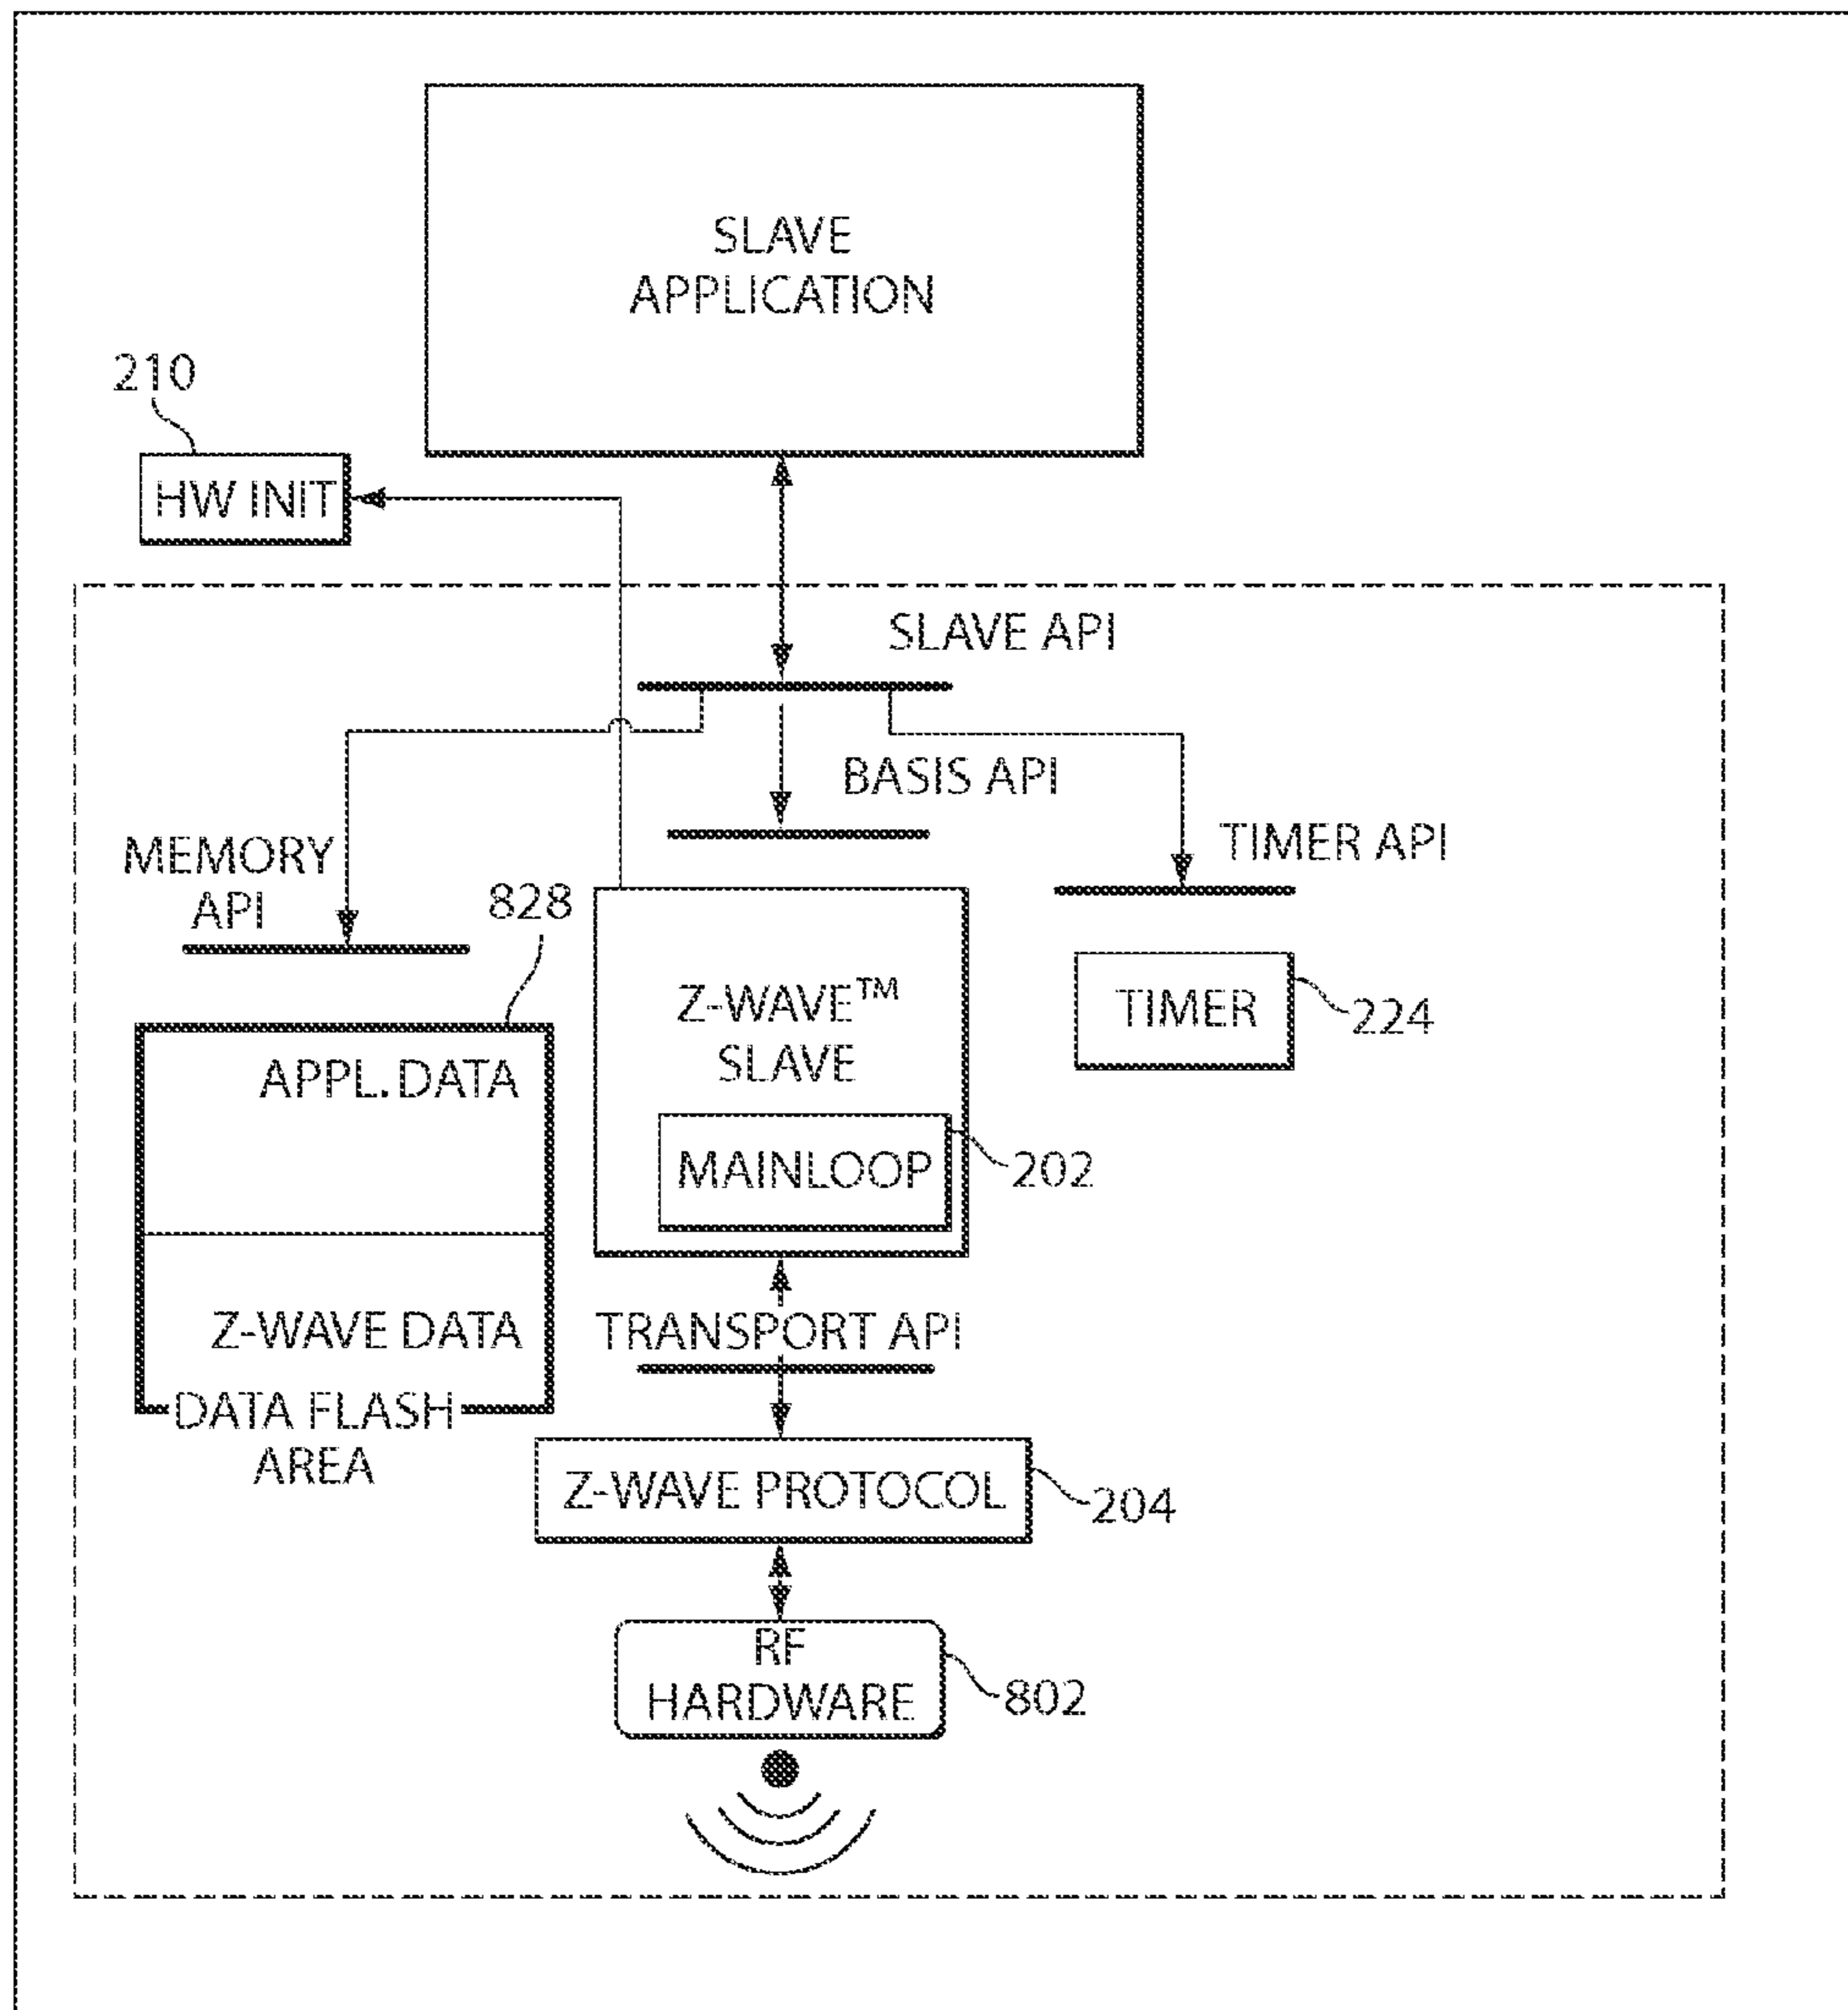 SLAVE
APPLICATION
210
HW INIT
SLAVE API
BASIS API
TIMER API
MEMORY
API
828
Z-WAVE™
SLAVE
TIMER
224
APPL. DATA
MAINLOOP
202
Z-WAVE DATA
TRANSPORT API
DATA FLASH
AREA
Z-WAVE PROTOCOL
204
RF
HARDWARE
802